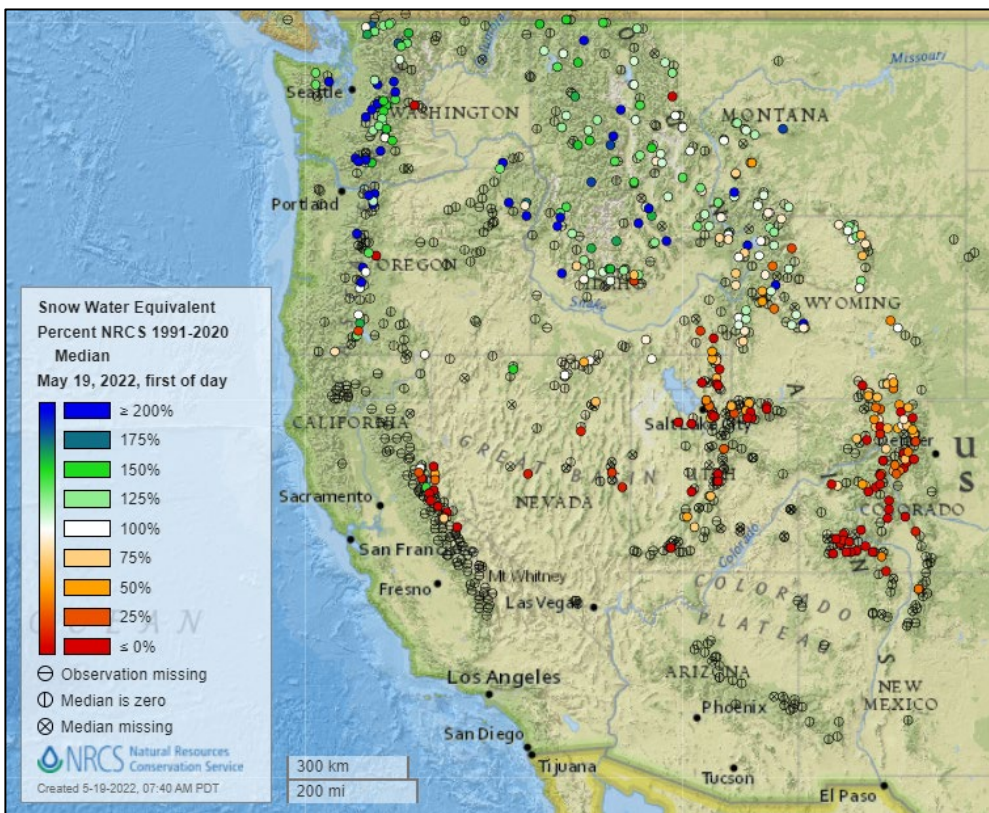 Columbia
Missouri
Seattle
WASHINGTON
MONTANA
Portland
OREGON
IDAHO
Snake
WYOMING
Snow Water Equivalent
Percent NRCS 1991-2020
Median
May 19, 2022, first of day
≥ 200%
175%
150%
125%
100%
75%
50%
25%
≤ 0%
Observation missing
Median is zero
Median missing
NRCS Natural Resources
Conservation Service
Created 5-19-2022, 07:40 AM PDT
CALIFORNIA
Salt Lake City
Denver
U
S
GREAT BASIN
UTAH
NEVADA
Sacramento
COLORADO
San Francisco
Mt Whitney
Colorado
Fresno
Las Vegas
COLORADO
PLATEAU
OCEAN
Los Angeles
ARIZONA
NEW
MEXICO
Phoenix
San Diego
Tijuana
300 km
200 mi
Tucson
El Paso